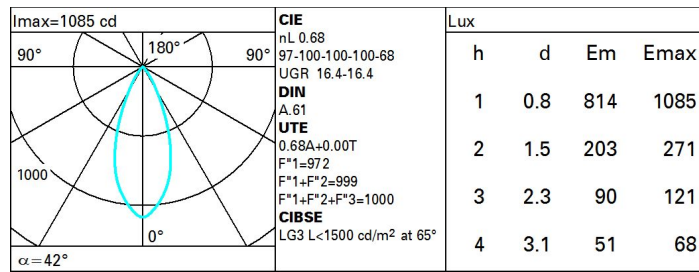 Imax=1085 cd
90°
180°
90°
1000
0°
α=42°
CIE
nL 0.68
97-100-100-100-68
UGR 16.4-16.4
DIN
A.61
UTE
0.68A+0.00T
F"1=972
F"1+F"2=999
F"1+F"2+F"3=1000
CIBSE
LG3 L<1500 cd/m² at 65°
Lux
h d Em Emax
1 0.8 814 1085
2 1.5 203 271
3 2.3 90 121
4 3.1 51 68